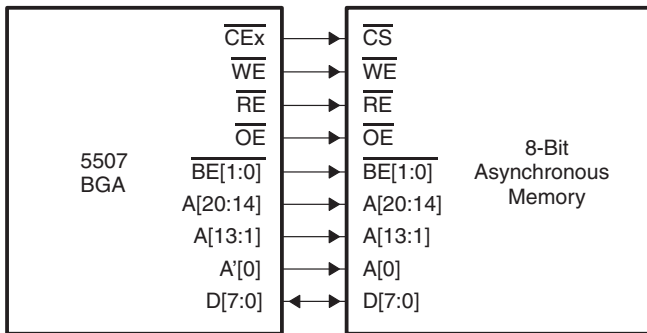 CEx CS
WE WE
RE RE
OE OE
5507
BGA
8-Bit
Asynchronous
Memory
BE[1:0] BE[1:0]
A[20:14] A[20:14]
A[13:1] A[13:1]
A'[0] A[0]
D[7:0] D[7:0]